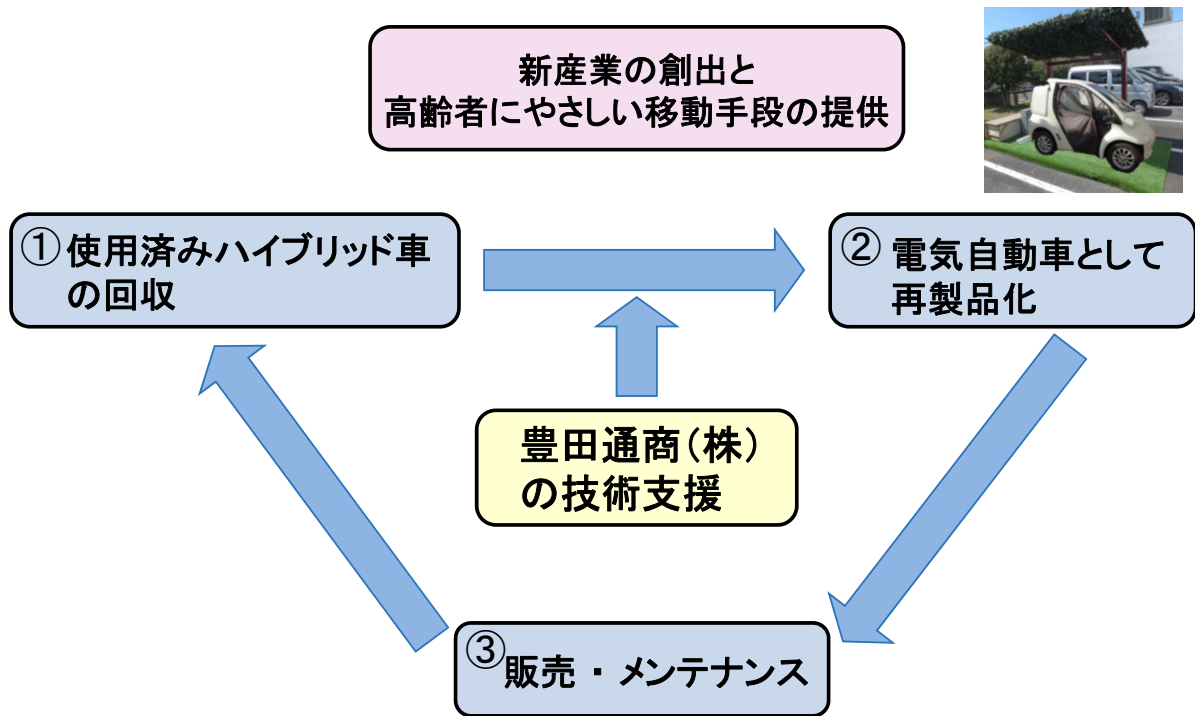 新産業の創出と
高齢者にやさしい移動手段の提供
① 使用済みハイブリッド車
の回収
② 電気自動車として
再製品化
豊田通商（株）
の技術支援
③ 販売・メンテナンス